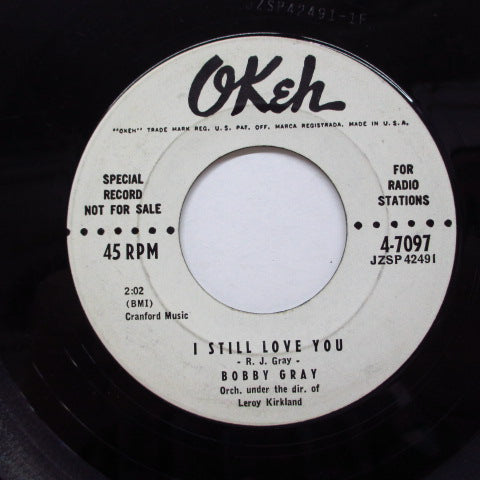 JZSP42491-1F
OKeh
"OKEH" TRADE MARK REG. U.S. PAT. OFF. MARCA REGISTRADA. MADE IN U.S.A.
SPECIAL
RECORD
NOT FOR SALE
FOR
RADIO
STATIONS
45 RPM
4-7097
JZSP 42491
2:02
(BMI)
Cranford Music
I STILL LOVE YOU
- R. J. Gray -
BOBBY GRAY
Orch. under the dir. of
Leroy Kirkland